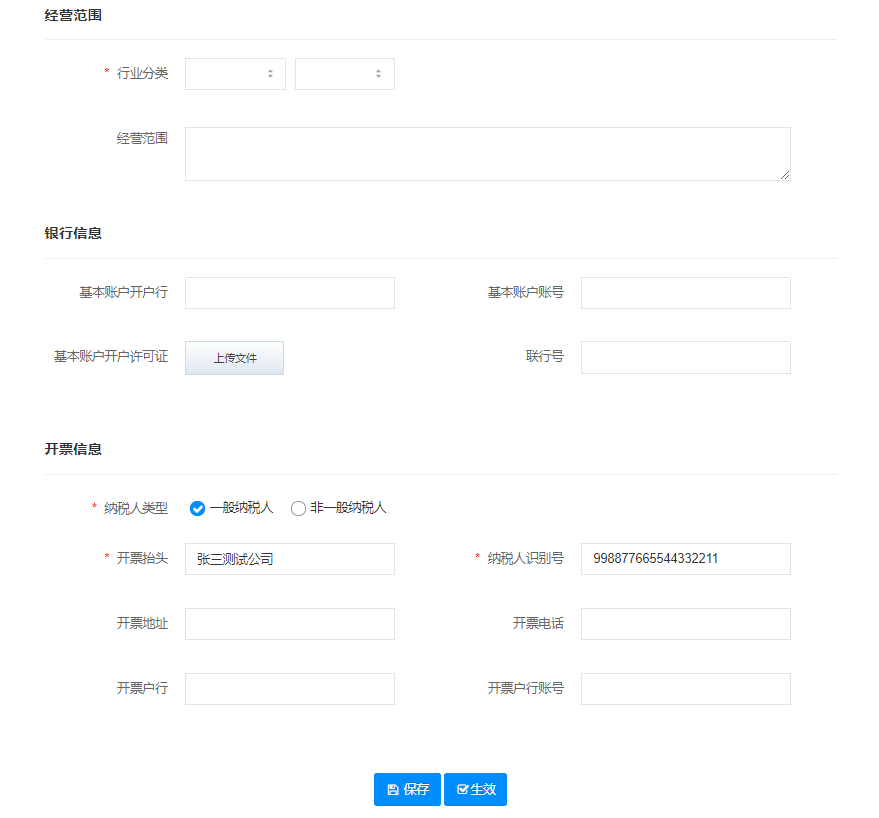 经营范围
* 行业分类
经营范围
银行信息
基本账户开户行 基本账户账号
基本账户开户许可证 上传文件 联行号
开票信息
* 纳税人类型 一般纳税人 非一般纳税人
* 开票抬头 张三测试公司 * 纳税人识别号 998877665544332211
开票地址 开票电话
开票户行 开票户行账号
保存 生效